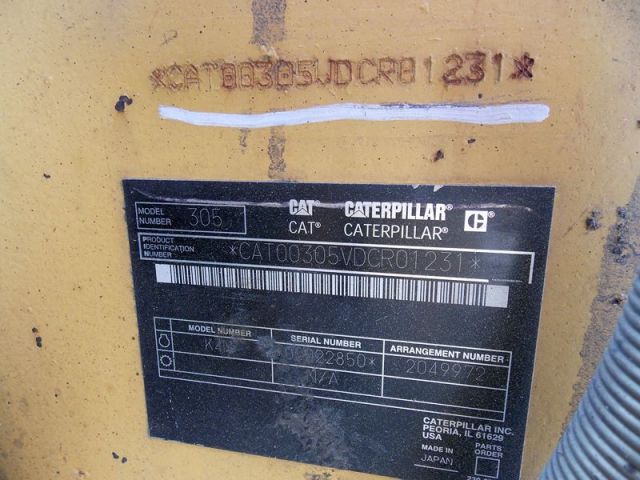 *CAT00305VDCR01231*
MODEL NUMBER 305
CAT CATERPILLAR C
CAT® CATERPILLAR®
PRODUCT IDENTIFICATION NUMBER *CAT00305VDCR01231*
MODEL NUMBER SERIAL NUMBER ARRANGEMENT NUMBER
2049972
N/A
CATERPILLAR INC.
PEORIA, IL 61629
USA
MADE IN JAPAN
PARTS ORDER